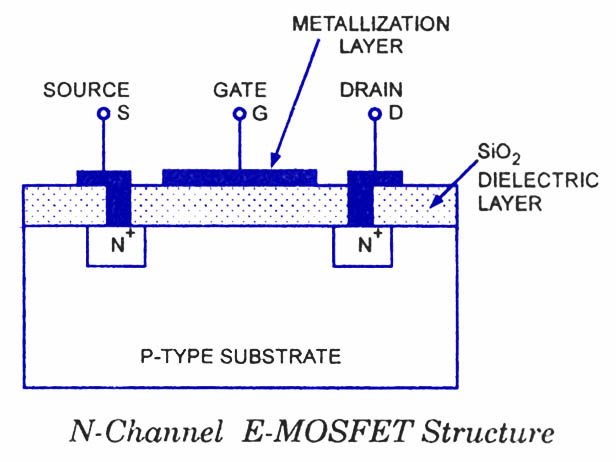 METALLIZATION
LAYER
SOURCE
S
GATE
G
DRAIN
D
SiO2
DIELECTRIC
LAYER
N+
N+
P-TYPE SUBSTRATE
N-Channel E-MOSFET Structure